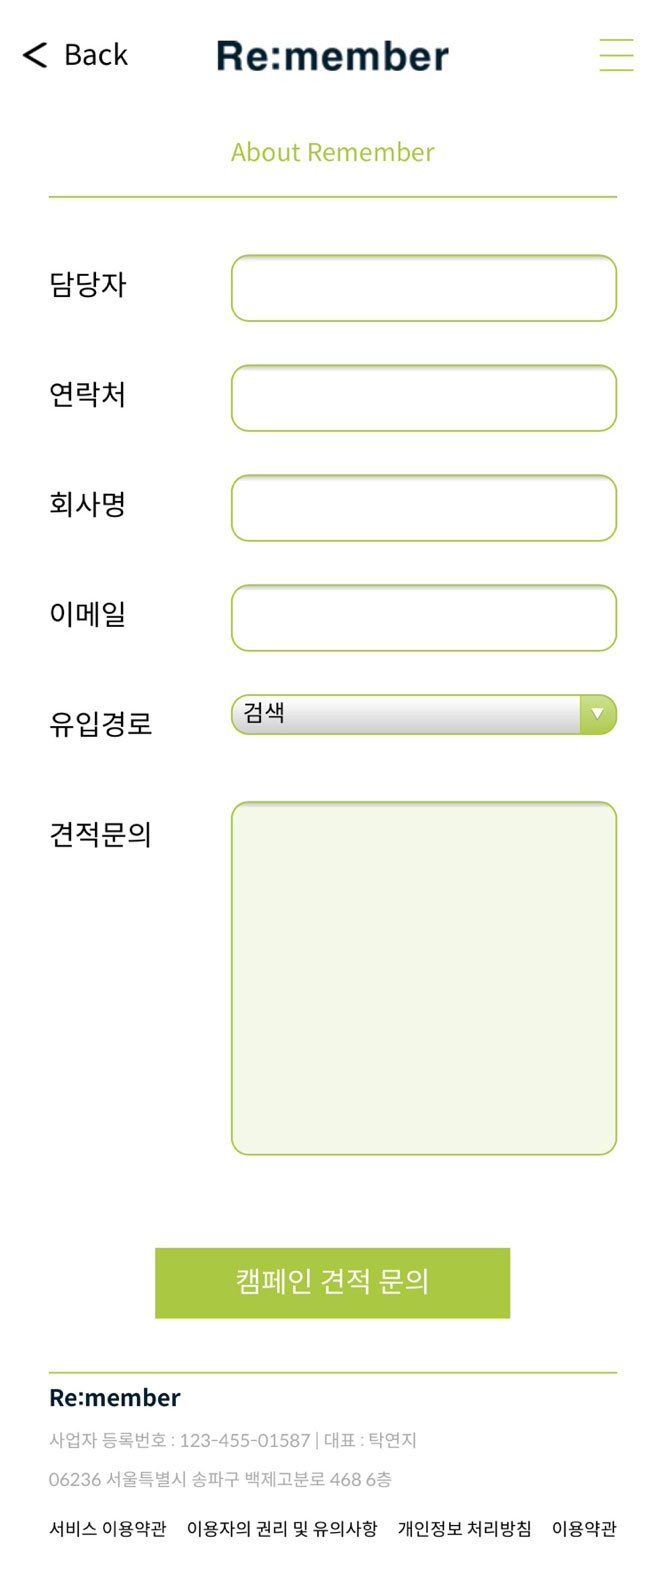 Back
Re:member
About Remember
담당자
연락처
회사명
이메일
유입경로
검색
견적문의
캠페인 견적 문의
Re:member
사업자 등록번호 : 123-455-01587 | 대표 : 탁연지
06236 서울특별시 송파구 백제고분로 468 6층
서비스 이용약관 이용자의 권리 및 유의사항 개인정보 처리방침 이용약관